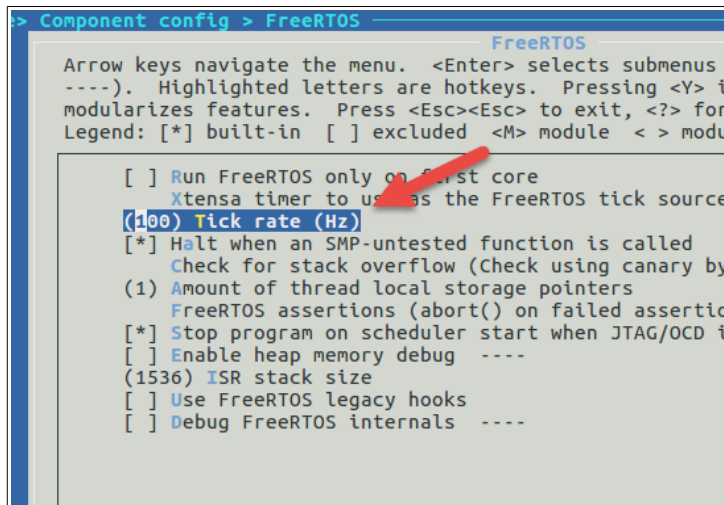 > Component config > FreeRTOS
FreeRTOS
Arrow keys navigate the menu. <Enter> selects submenus
----). Highlighted letters are hotkeys. Pressing <Y> i
modularizes features. Press <Esc><Esc> to exit, <?> for
Legend: [*] built-in [ ] excluded <M> module < > modu
[ ] Run FreeRTOS only on first core
Xtensa timer to use as the FreeRTOS tick source
(100) Tick rate (Hz)
[*] Halt when an SMP-untested function is called
Check for stack overflow (Check using canary by
(1) Amount of thread local storage pointers
FreeRTOS assertions (abort() on failed assertio
[*] Stop program on scheduler start when JTAG/OCD i
[ ] Enable heap memory debug ----
(1536) ISR stack size
[ ] Use FreeRTOS legacy hooks
[ ] Debug FreeRTOS internals ----